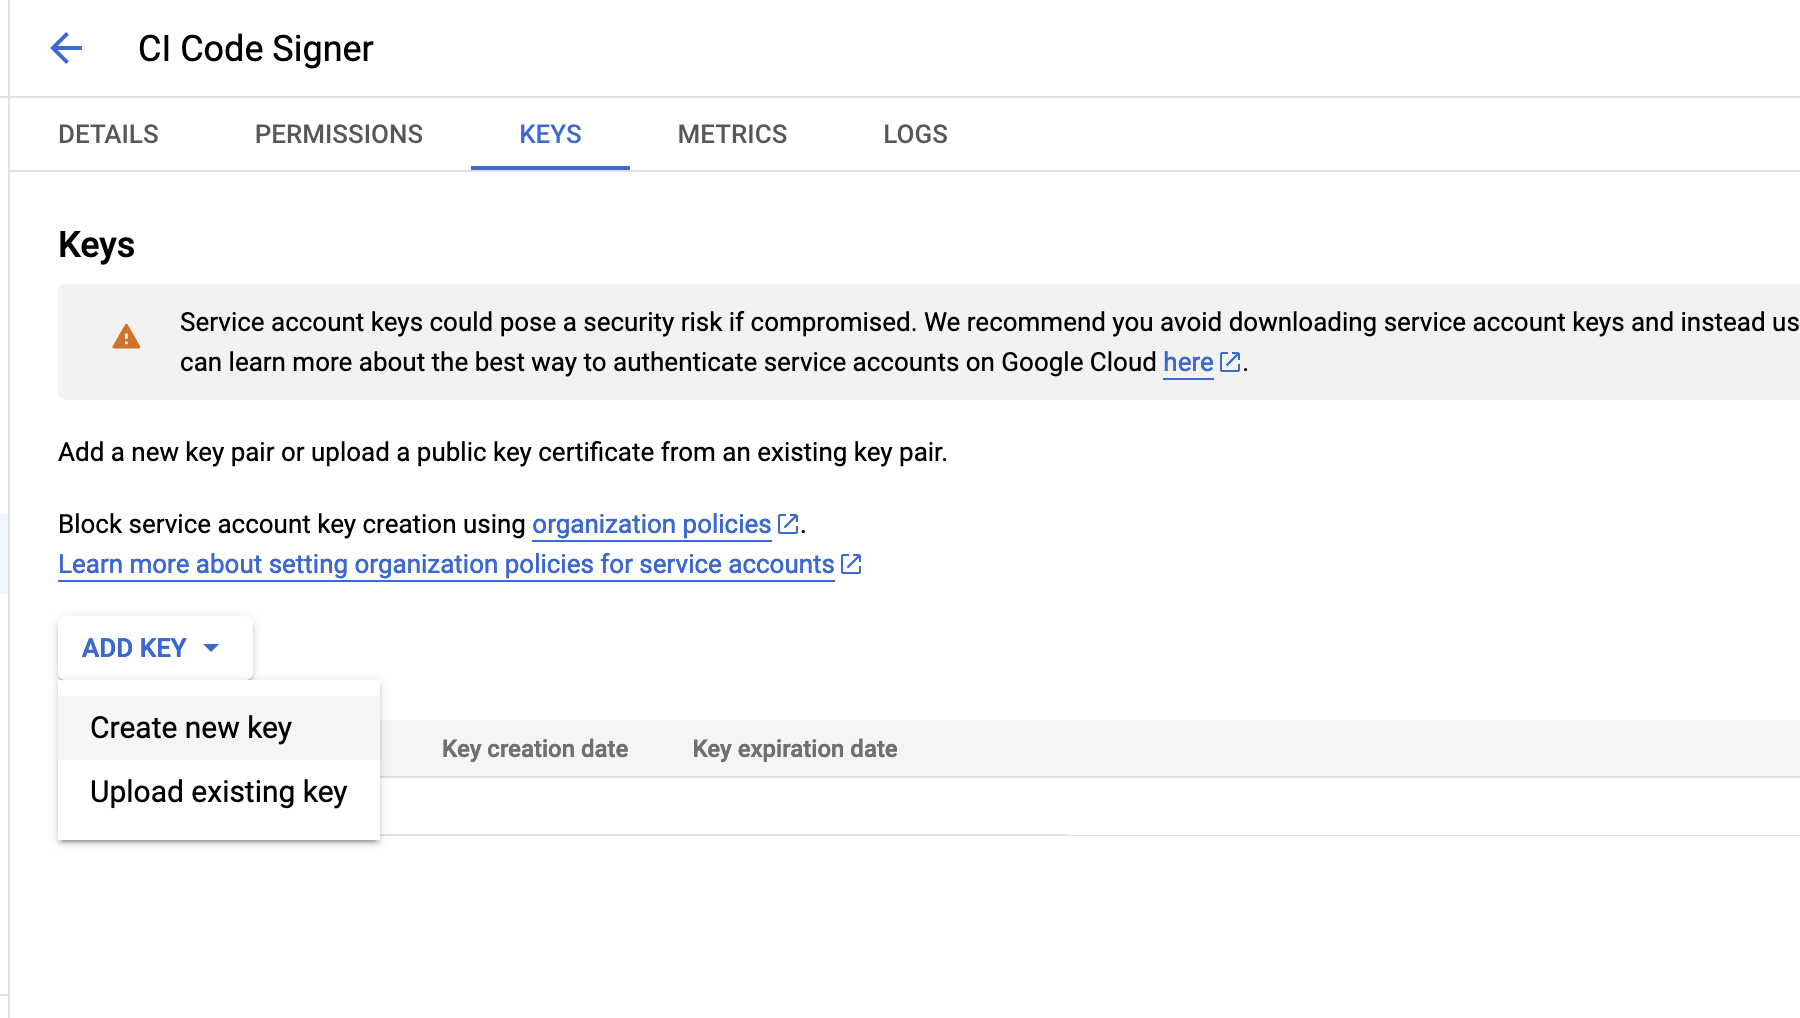 CI Code Signer
DETAILS PERMISSIONS KEYS METRICS LOGS
Keys
Service account keys could pose a security risk if compromised. We recommend you avoid downloading service account keys and instead us
can learn more about the best way to authenticate service accounts on Google Cloud here.
Add a new key pair or upload a public key certificate from an existing key pair.
Block service account key creation using organization policies.
Learn more about setting organization policies for service accounts
ADD KEY
Create new key
Key creation date Key expiration date
Upload existing key